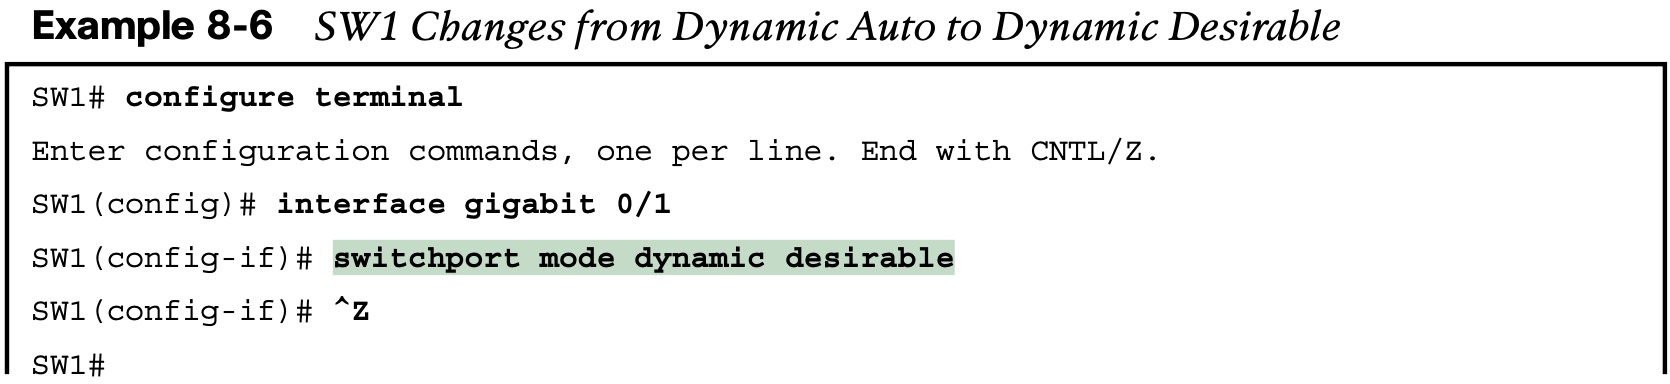 Example 8-6 SW1 Changes from Dynamic Auto to Dynamic Desirable
SW1# configure terminal
Enter configuration commands, one per line. End with CNTL/Z.
SW1(config)# interface gigabit 0/1
SW1(config-if)# switchport mode dynamic desirable
SW1(config-if)# ^Z
SW1#